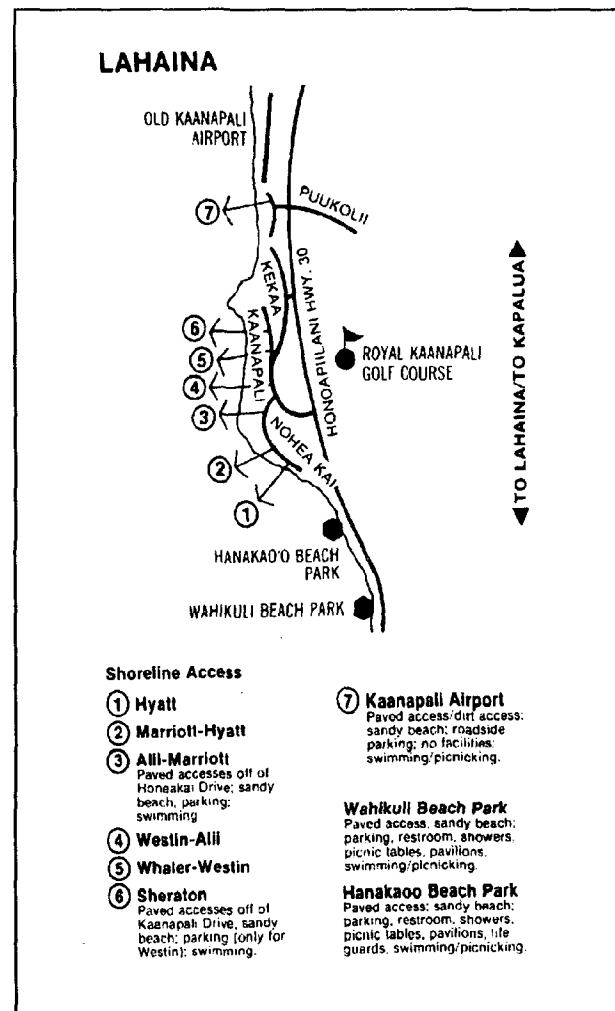 LAHAINA
OLD KAANAPALI
AIRPORT
7
PUUKOLII
KEKAA
HONOAPIILANI HWY. 30
KAANAPALI
6
5
4
3
2
1
ROYAL KAANAPALI
GOLF COURSE
NOHEA KAI
TO LAHAINA/TO KAPALUA
HANAKAO'O BEACH
PARK
WAHIKULI BEACH PARK
Shoreline Access
1 Hyatt
2 Marriott-Hyatt
3 Alii-Marriott
Paved accesses off of
Honeakai Drive; sandy
beach, parking;
swimming
4 Westin-Alii
5 Whaler-Westin
6 Sheraton
Paved accesses off of
Kaanapali Drive, sandy
beach; parking (only for
Westin); swimming.
7 Kaanapali Airport
Paved access/dirt access;
sandy beach; roadside
parking; no facilities;
swimming/picnicking.
Wahikuli Beach Park
Paved access, sandy beach;
parking, restroom, showers,
picnic tables, pavilions,
swimming/picnicking.
Hanakaoo Beach Park
Paved access; sandy beach;
parking, restroom, showers,
picnic tables, pavilions, life
guards, swimming/picnicking.